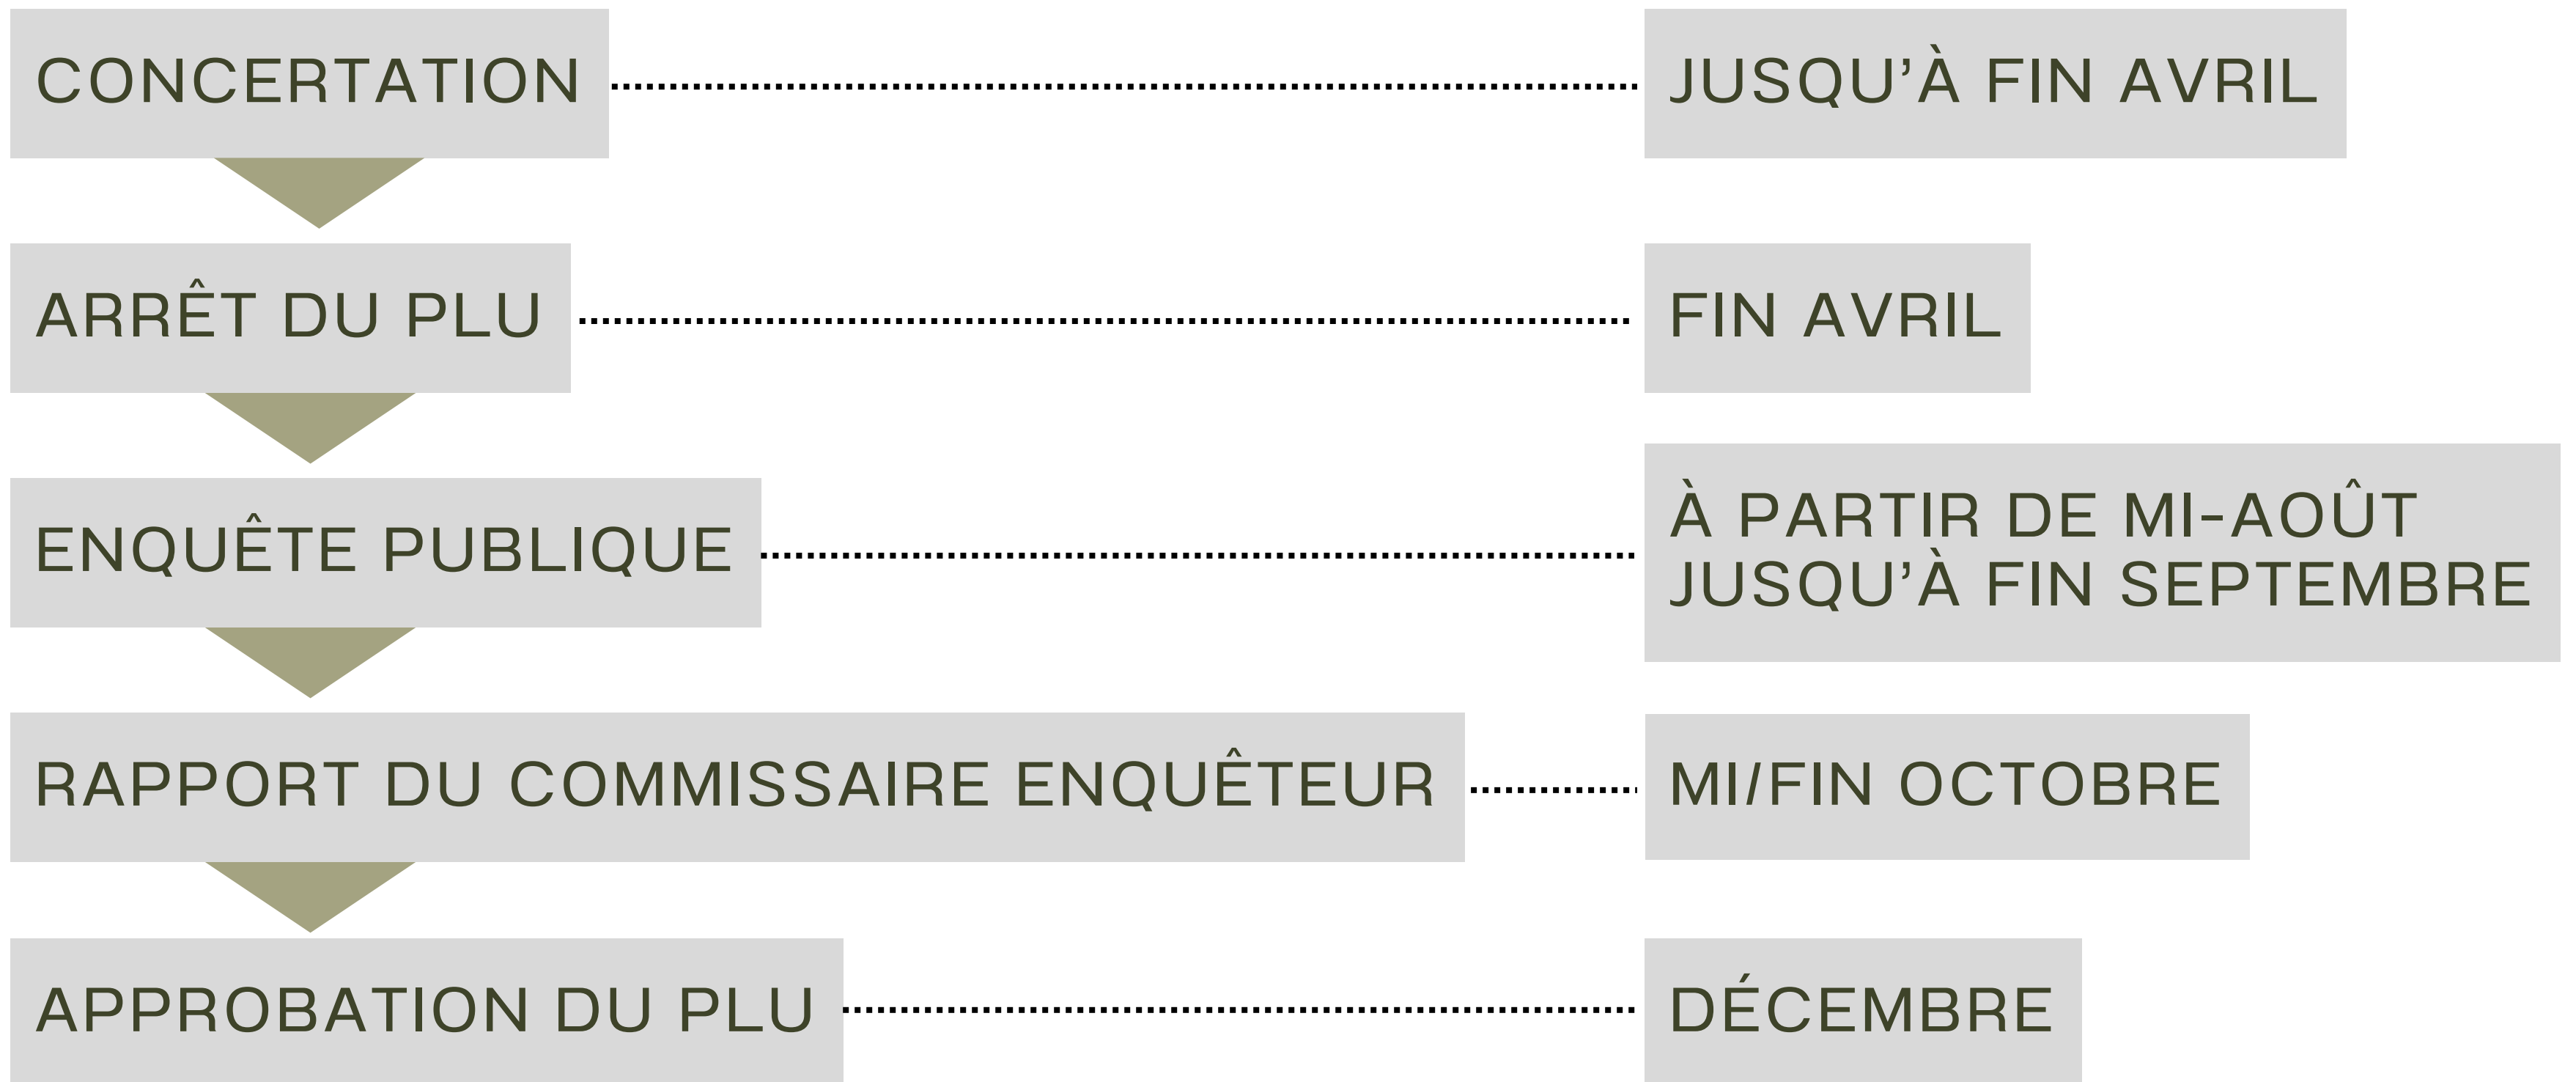 CONCERTATION
JUSQU’À FIN AVRIL
ARRÊT DU PLU
FIN AVRIL
ENQUÊTE PUBLIQUE
À PARTIR DE MI-AOÛT
JUSQU’À FIN SEPTEMBRE
RAPPORT DU COMMISSAIRE ENQUÊTEUR
MI/FIN OCTOBRE
APPROBATION DU PLU
DÉCEMBRE